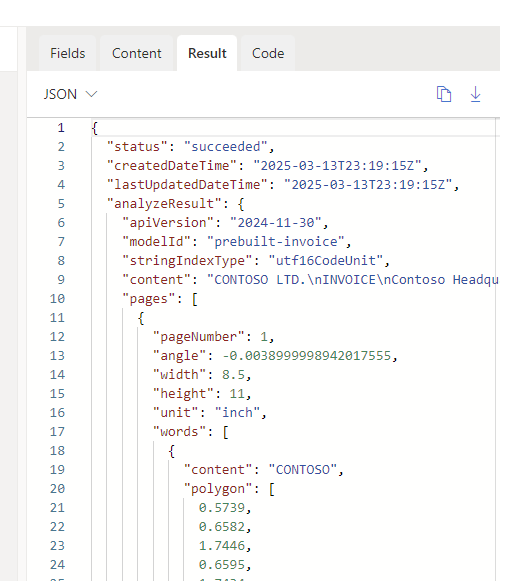 Fields Content Result Code
JSON
1 {
2 "status": "succeeded",
3 "createdDateTime": "2025-03-13T23:19:15Z",
4 "lastUpdatedDateTime": "2025-03-13T23:19:15Z",
5 "analyzeResult": {
6 "apiVersion": "2024-11-30",
7 "modelId": "prebuilt-invoice",
8 "stringIndexType": "utf16CodeUnit",
9 "content": "CONTOSO LTD.\nINVOICE\nContoso Headqu
10 "pages": [
11 {
12 "pageNumber": 1,
13 "angle": -0.0038999998942017555,
14 "width": 8.5,
15 "height": 11,
16 "unit": "inch",
17 "words": [
18 {
19 "content": "CONTOSO",
20 "polygon": [
21 0.5739,
22 0.6582,
23 1.7446,
24 0.6595,